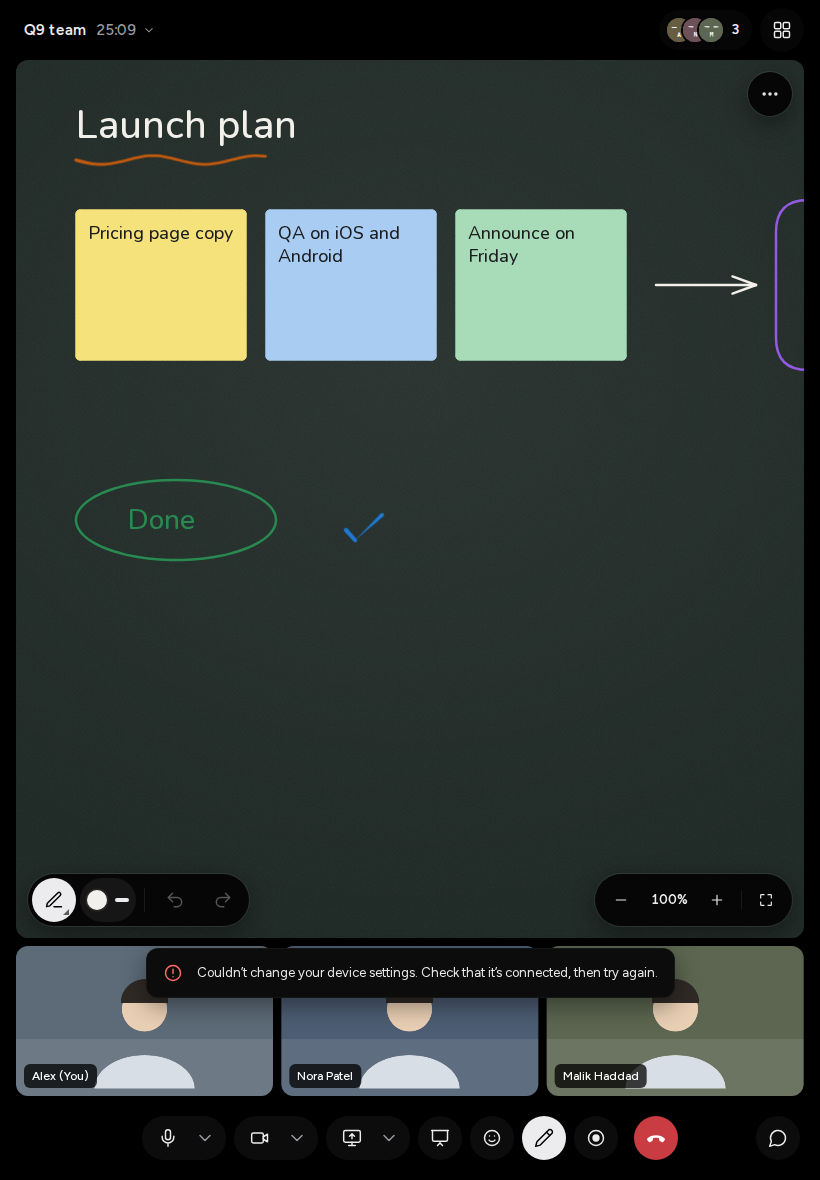 Q9 team 25:09
A N M 3
Launch plan
Pricing page copy
QA on iOS and
Android
Announce on
Friday
Done
100%
Couldn’t change your device settings. Check that it’s connected, then try again.
Alex (You)
Nora Patel
Malik Haddad